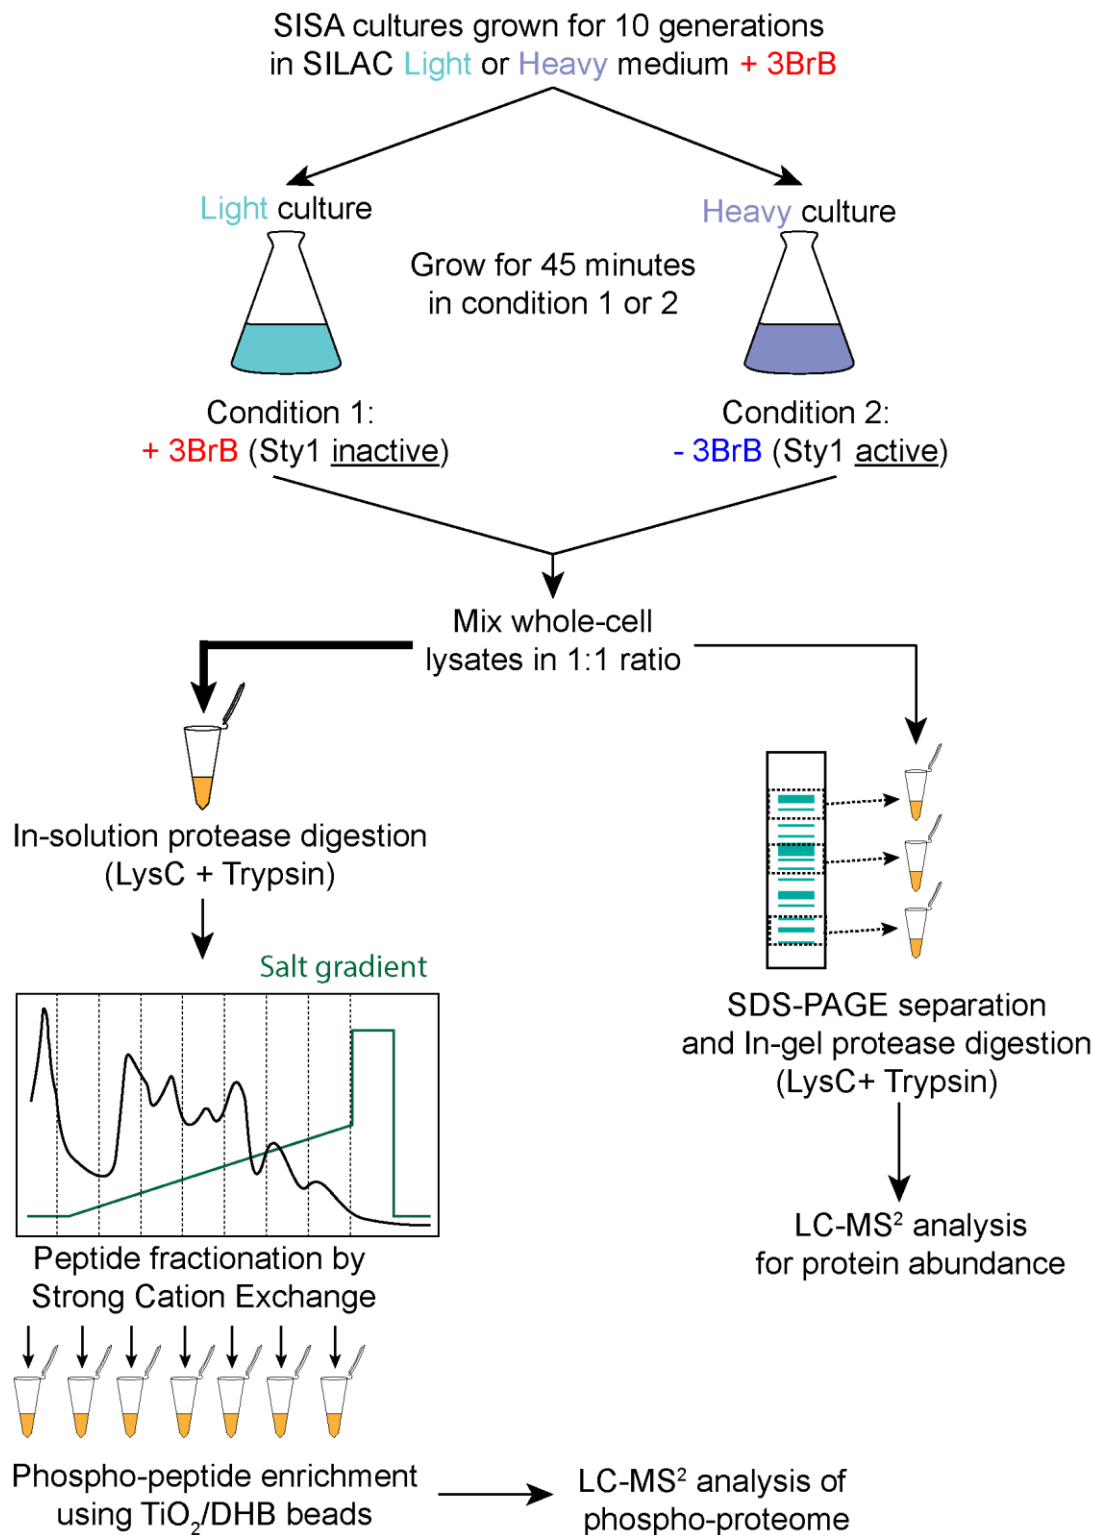 SISA cultures grown for 10 generations
in SILAC Light or Heavy medium + 3BrB
Light culture
Heavy culture
Grow for 45 minutes
in condition 1 or 2
Condition 1:
+ 3BrB (Sty1 inactive)
Condition 2:
- 3BrB (Sty1 active)
Mix whole-cell
lysates in 1:1 ratio
In-solution protease digestion
(LysC + Trypsin)
Salt gradient
Peptide fractionation by
Strong Cation Exchange
Phospho-peptide enrichment
using TiO₂/DHB beads
LC-MS² analysis of
phospho-proteome
SDS-PAGE separation
and In-gel protease digestion
(LysC+ Trypsin)
LC-MS² analysis
for protein abundance